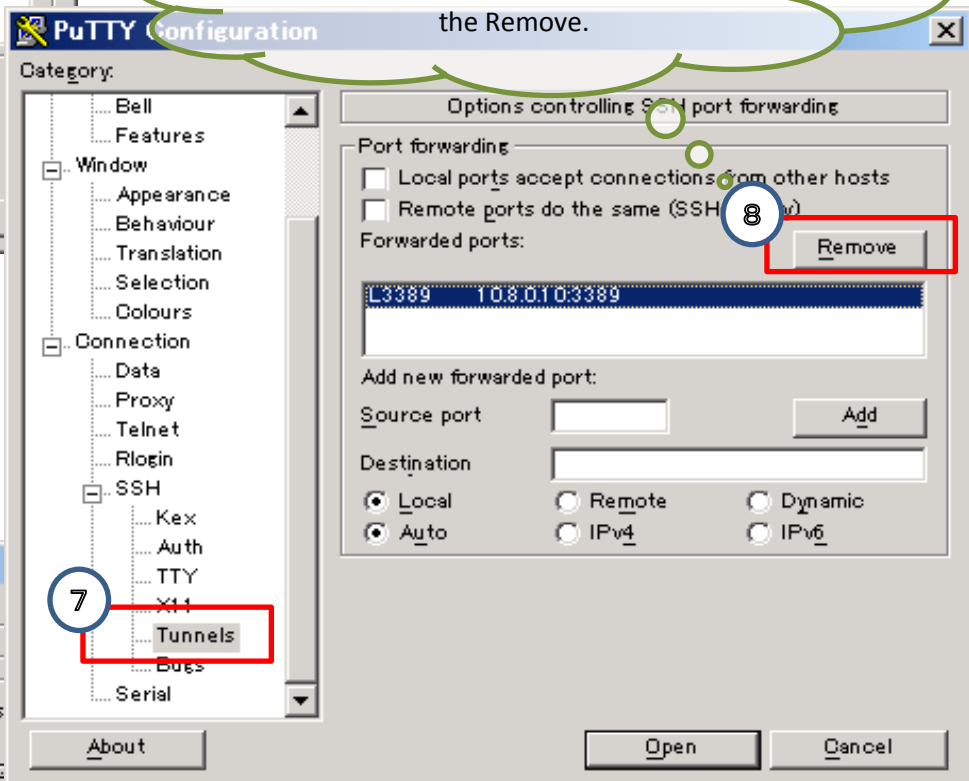 the Remove.
PuTTY Configuration
Category:
Bell
Features
Window
Appearance
Behaviour
Translation
Selection
Colours
Connection
Data
Proxy
Telnet
Rlogin
SSH
Kex
Auth
TTY
X11
7
Tunnels
Bugs
Serial
Options controlling SSH port forwarding
Port forwarding
Local ports accept connections from other hosts
Remote ports do the same (SSH
8
Forwarded ports:
Remove
L3389 10.8.0.10:3389
Add new forwarded port:
Source port
Add
Destination
Local Remote Dynamic
Auto IPv4 IPv6
About
Open
Cancel